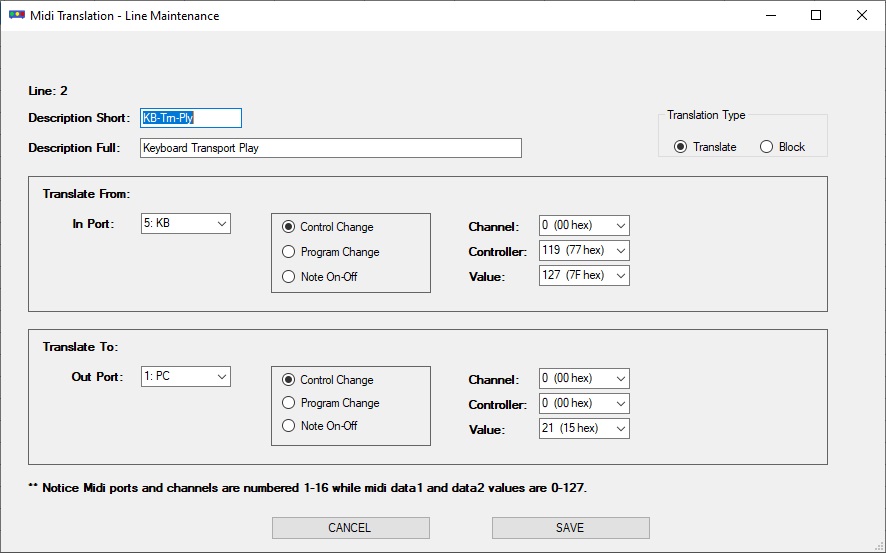 Midi Translation - Line Maintenance
Line: 2
Description Short: KB-Trn-Ply
Description Full: Keyboard Transport Play
Translation Type
Translate Block
Translate From:
In Port: 5: KB
Control Change
Program Change
Note On-Off
Channel: 0 (00 hex)
Controller: 119 (77 hex)
Value: 127 (7F hex)
Translate To:
Out Port: 1: PC
Control Change
Program Change
Note On-Off
Channel: 0 (00 hex)
Controller: 0 (00 hex)
Value: 21 (15 hex)
** Notice Midi ports and channels are numbered 1-16 while midi data1 and data2 values are 0-127.
CANCEL SAVE